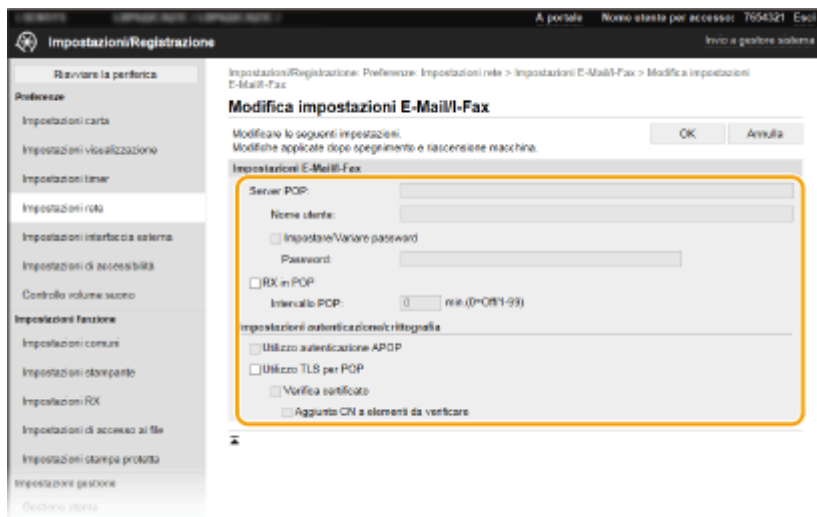 A portale Nome utente per accesso: 7654321 Esci
Impostazioni/Registrazione
Invio a gestore sistema
Riavviare la periferica
Preferenze
Impostazioni carta
Impostazioni visualizzazione
Impostazioni timer
Impostazioni rete
Impostazioni interfaccia esterna
Impostazioni di accessibilità
Controllo volume suono
Impostazioni funzione
Impostazioni comuni
Impostazioni stampante
Impostazioni RX
Impostazioni di accesso ai file
Impostazioni stampa protetta
Impostazioni gestione
Gestione utente
Impostazioni/Registrazione: Preferenze: Impostazioni rete > Impostazioni E-Mail/I-Fax > Modifica impostazioni
E-Mail/I-Fax
Modifica impostazioni E-Mail/I-Fax
Modificare le seguenti impostazioni.
Modifiche applicate dopo spegnimento e riaccensione macchina.
OK Annulla
Impostazioni E-Mail/I-Fax
Server POP:
Nome utente:
Impostare/Variare password
Password:
RX in POP
Intervallo POP: 0 min.(0=Off/1-99)
Impostazioni autenticazione/crittografia
Utilizzo autenticazione APOP
Utilizzo TLS per POP
Verifica certificato
Aggiunta CN a elementi da verificare